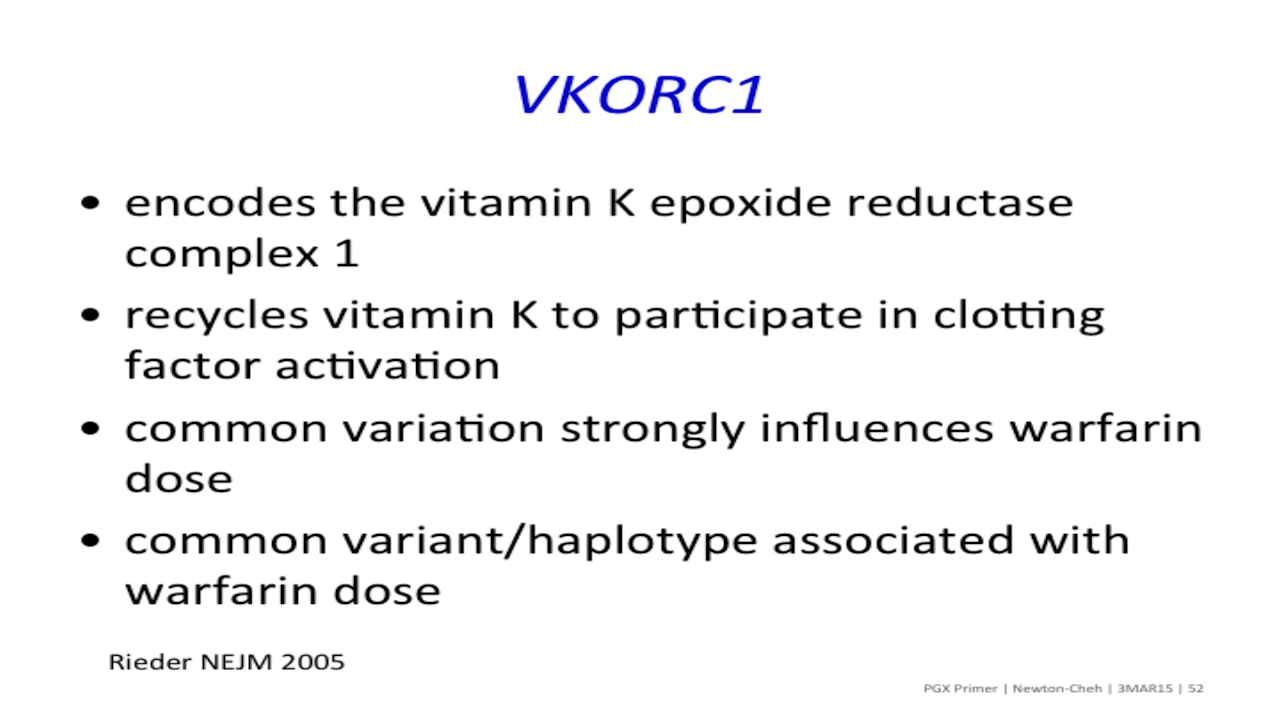 VKORC1
• encodes the vitamin K epoxide reductase
complex 1
• recycles vitamin K to participate in clotting
factor activation
• common variation strongly influences warfarin
dose
• common variant/haplotype associated with
warfarin dose
Rieder NEJM 2005
PGX Primer | Newton-Cheh | 3MAR15 | 52